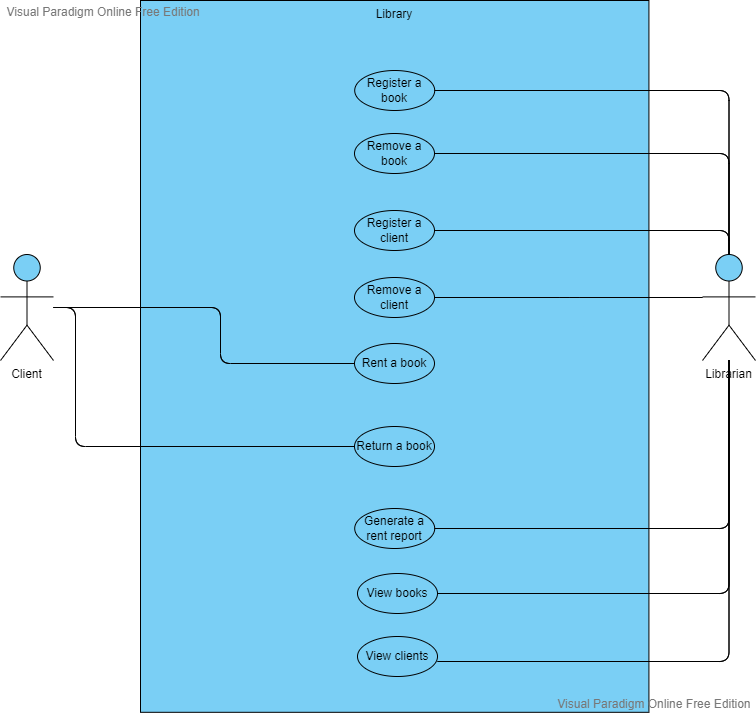 Visual Paradigm Online Free Edition
Library
Register a
book
Remove a
book
Register a
client
Remove a
client
Client
Librarian
Rent a book
Return a book
Generate a
rent report
View books
View clients
Visual Paradigm Online Free Edition